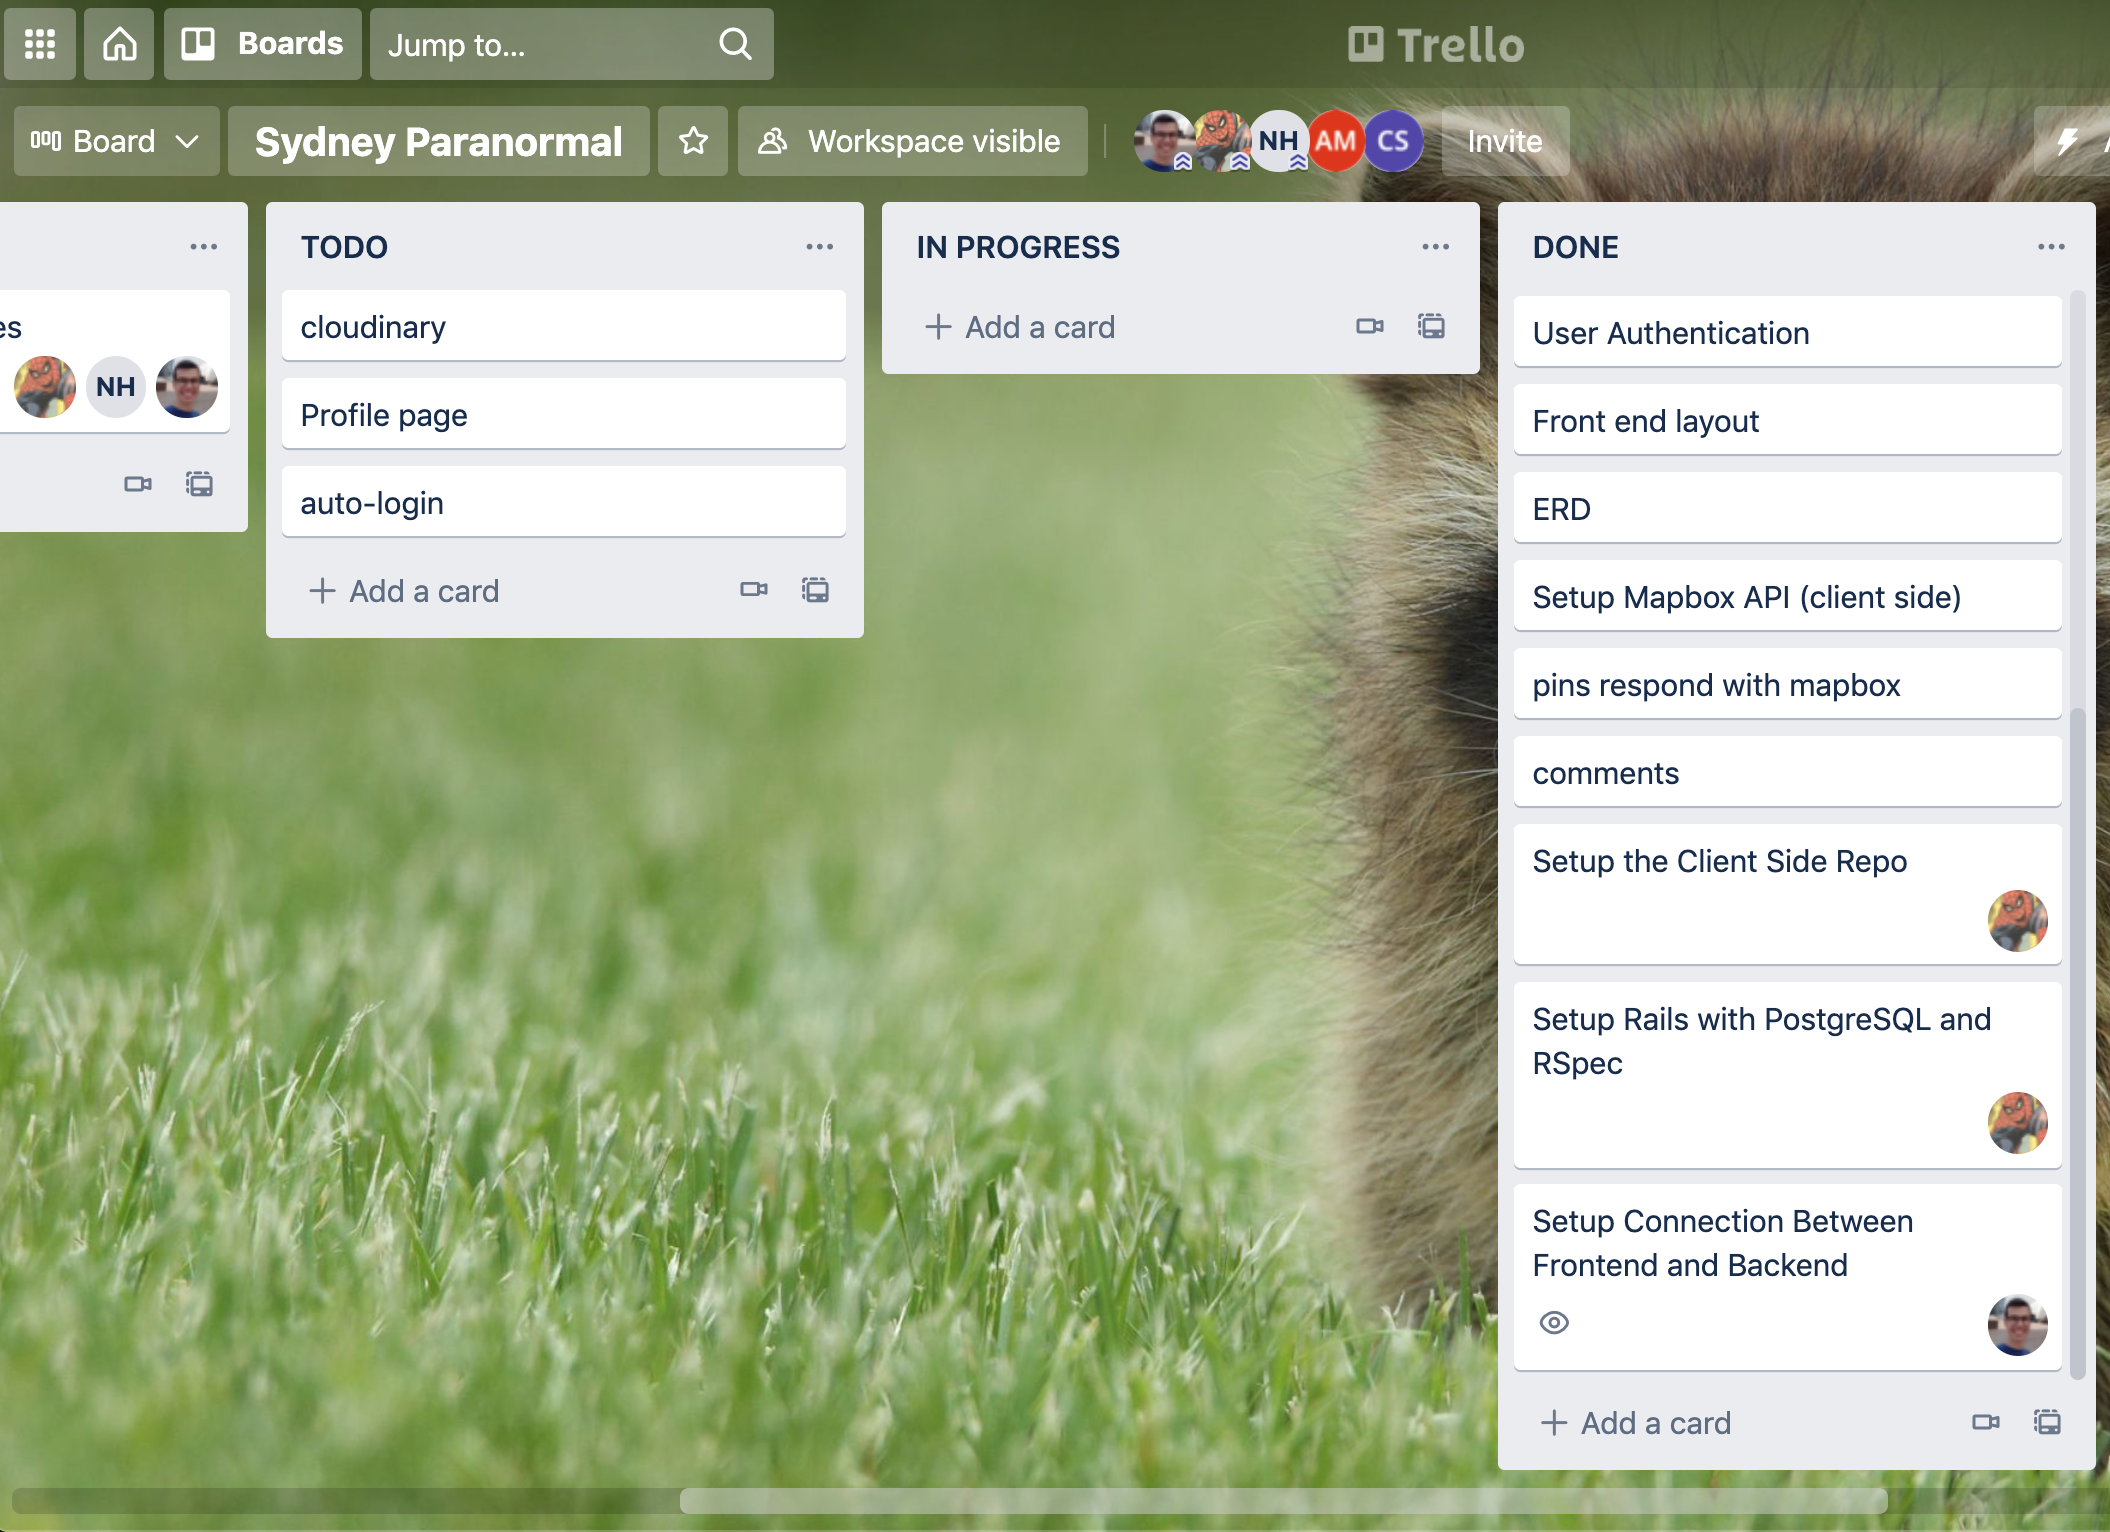 Boards
Jump to...
Trello
Board
Sydney Paranormal
Workspace visible
NH
AM
CS
Invite
es
NH
TODO
cloudinary
Profile page
auto-login
Add a card
IN PROGRESS
Add a card
DONE
User Authentication
Front end layout
ERD
Setup Mapbox API (client side)
pins respond with mapbox
comments
Setup the Client Side Repo
Setup Rails with PostgreSQL and
RSpec
Setup Connection Between
Frontend and Backend
Add a card